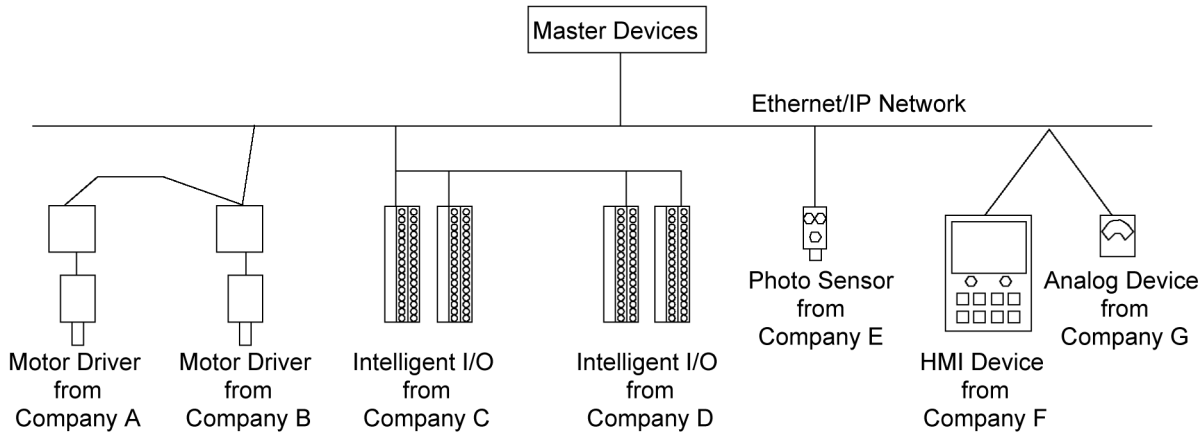 Master Devices
Ethernet/IP Network
Motor Driver
from
Company A
Motor Driver
from
Company B
Intelligent I/O
from
Company C
Intelligent I/O
from
Company D
Photo Sensor
from
Company E
HMI Device
from
Company F
Analog Device
from
Company G